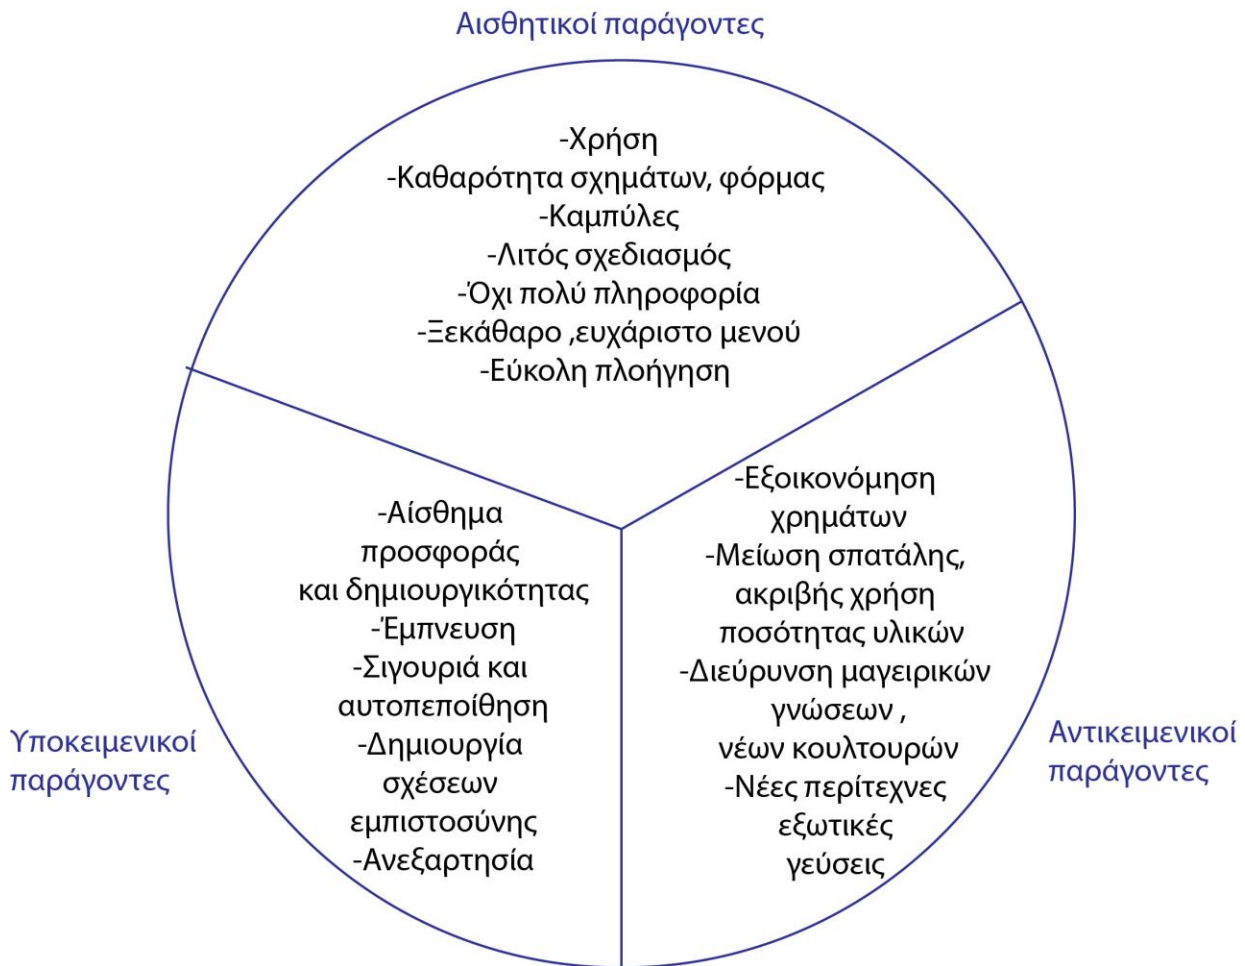 Αισθητικοί παράγοντες
-Χρήση
-Καθαρότητα σχημάτων, φόρμας
-Καμπύλες
-Λιτός σχεδιασμός
-Όχι πολύ πληροφορία
-Ξεκάθαρο ,ευχάριστο μενού
-Εύκολη πλοήγηση
-Αίσθημα
προσφοράς
και δημιουργικότητας
-Έμπνευση
-Σιγουριά και
αυτοπεποίθηση
-Δημιουργία
σχέσεων
εμπιστοσύνης
-Ανεξαρτησία
Υποκειμενικοί
παράγοντες
-Εξοικονόμηση
χρημάτων
-Μείωση σπατάλης,
ακριβής χρήση
ποσότητας υλικών
-Διεύρυνση μαγειρικών
γνώσεων ,
νέων κουλτουρών
-Νέες περίτεχνες
εξωτικές
γεύσεις
Αντικειμενικοί
παράγοντες